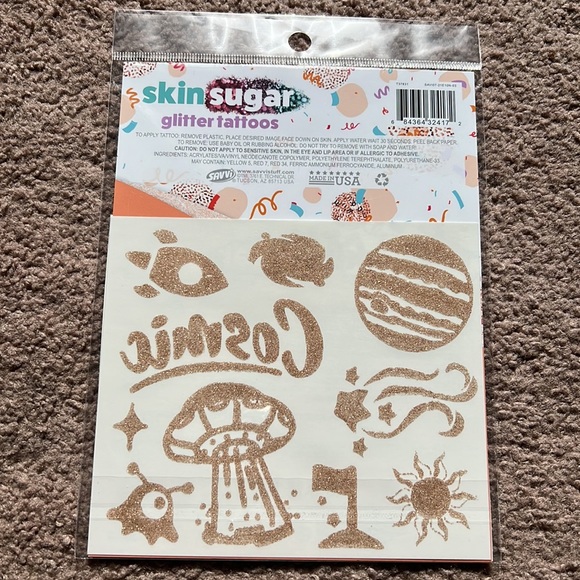 skin sugar
glitter tattoos
TO APPLY TATTOO: REMOVE PLASTIC, PLACE DESIRED IMAGE FACE DOWN ON SKIN. APPLY WATER WAIT 30 SECONDS. PEEL BACK PAPER.
TO REMOVE: USE BABY OIL OR RUBBING ALCOHOL. DO NOT TRY TO REMOVE WITH SOAP AND WATER!
CAUTION: DO NOT APPLY TO SENSITIVE SKIN, IN THE EYE AND LIP AREA OR IF ALLERGIC TO ADHESIVE.
INGREDIENTS: ACRYLATES/VA/VINYL NEODECANOTE COPOLYMER, POLYETHYLENE TEREPHTHALATE, POLYURETHANE-33.
MAY CONTAIN: YELLOW 5, RED 7, RED 34, FERRIC AMMONIUM FERROCYANIDE, ALUMINUM.
SAVVi
www.savvistuff.com
TUCSON, AZ 85713 USA
MADE IN USA
84364 32417 2
Cosmic